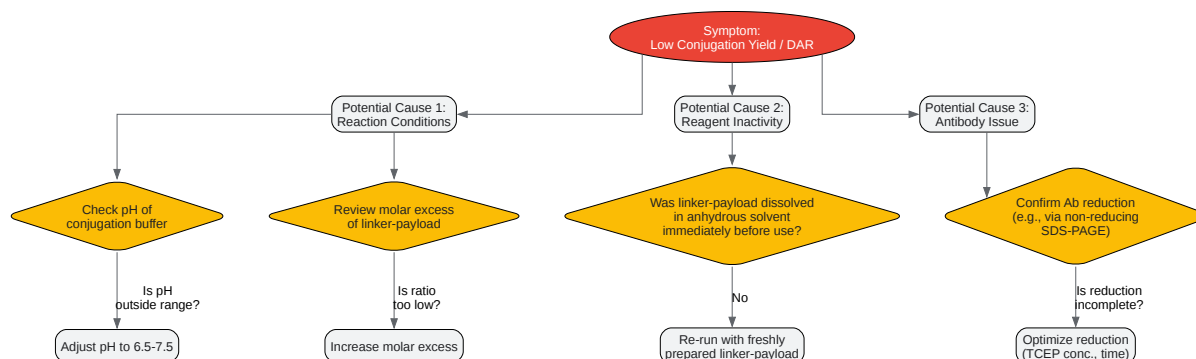 Symptom:
Low Conjugation Yield / DAR
Potential Cause 1:
Reaction Conditions
Potential Cause 2:
Reagent Inactivity
Potential Cause 3:
Antibody Issue
Check pH of
conjugation buffer
Review molar excess
of linker-payload
Was linker-payload dissolved
in anhydrous solvent
immediately before use?
Confirm Ab reduction
(e.g., via non-reducing
SDS-PAGE)
Is pH
outside range?
Is ratio
too low?
No
Is reduction
incomplete?
Adjust pH to 6.5-7.5
Increase molar excess
Re-run with freshly
prepared linker-payload
Optimize reduction
(TCEP conc., time)